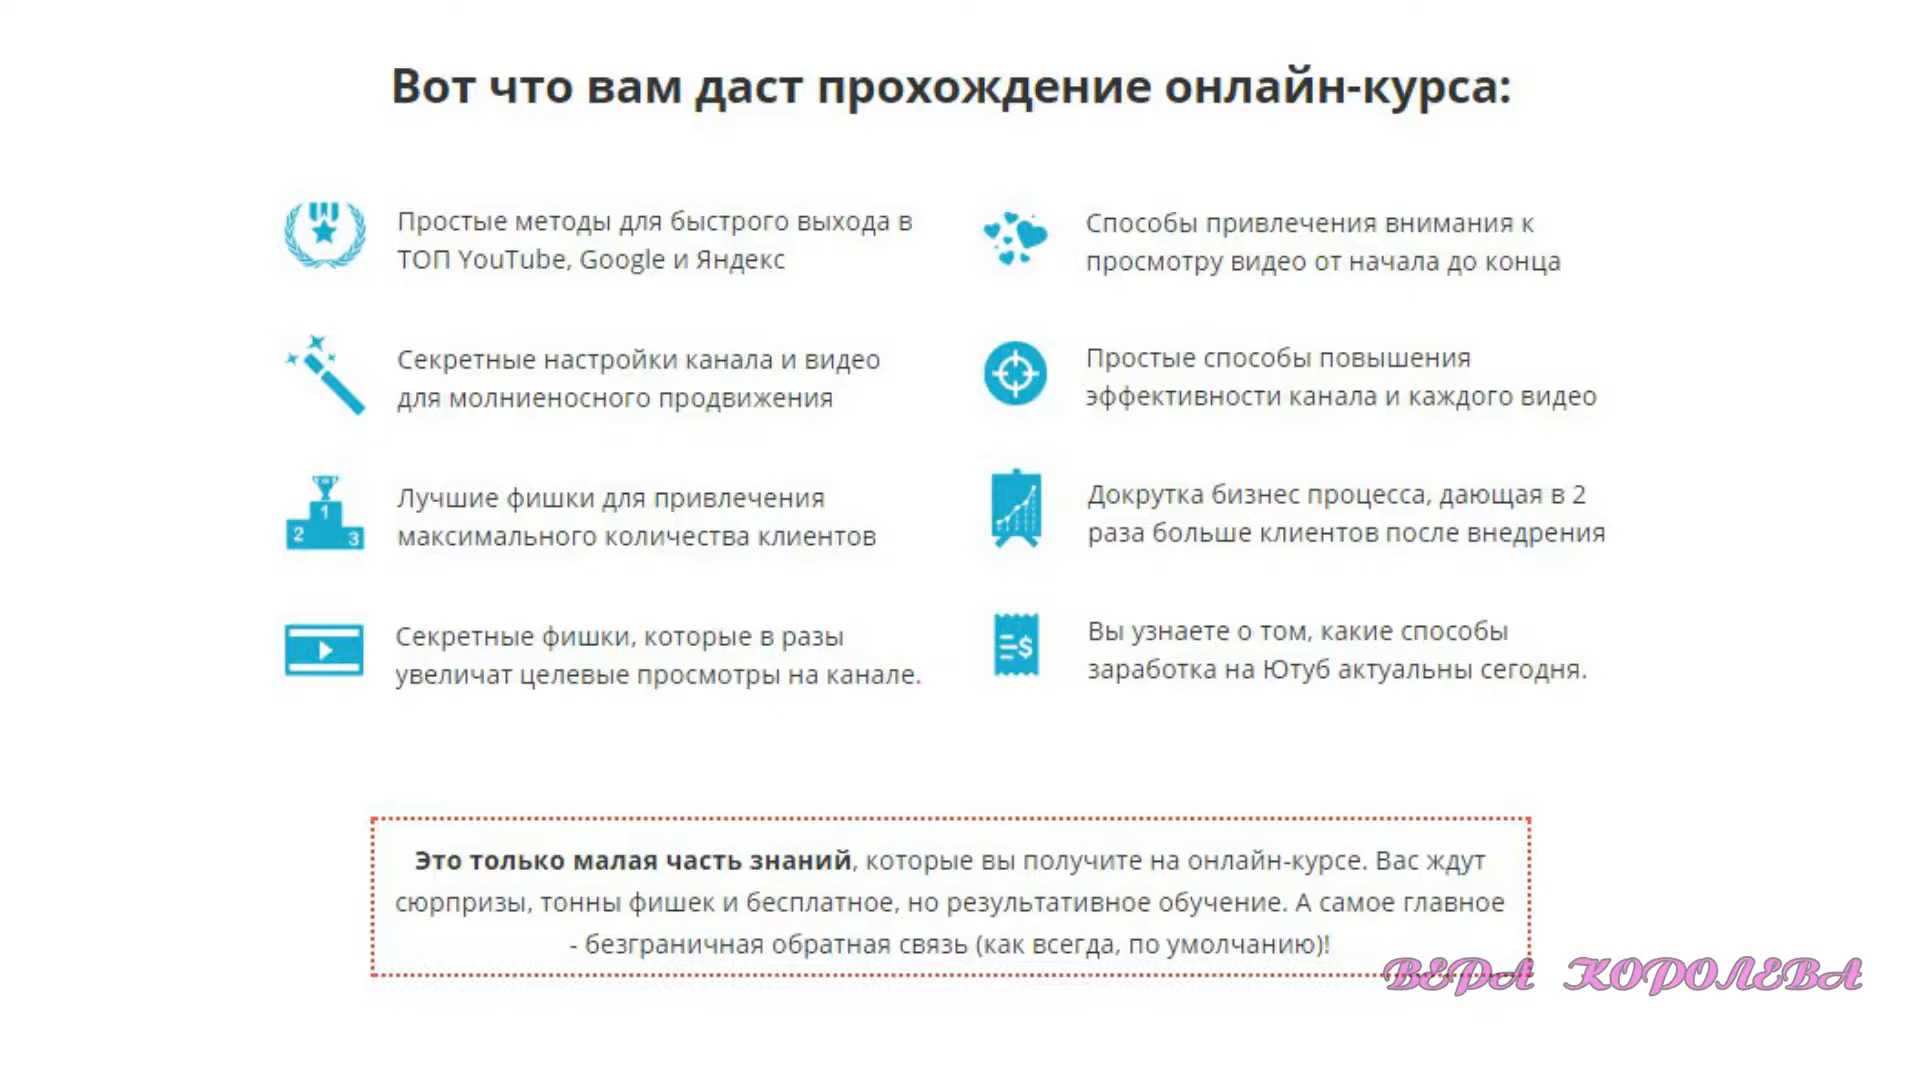 Вот что вам даст прохождение онлайн-курса:
Простые методы для быстрого выхода в
ТОП YouTube, Google и Яндекс
Способы привлечения внимания к
просмотру видео от начала до конца
Секретные настройки канала и видео
для молниеносного продвижения
Простые способы повышения
эффективности канала и каждого видео
1
2
3
Лучшие фишки для привлечения
максимального количества клиентов
Докрутка бизнес процесса, дающая в 2
раза больше клиентов после внедрения
Секретные фишки, которые в разы
увеличат целевые просмотры на канале.
$
Вы узнаете о том, какие способы
заработка на Ютуб актуальны сегодня.
Это только малая часть знаний, которые вы получите на онлайн-курсе. Вас ждут
сюрпризы, тонны фишек и бесплатное, но результативное обучение. А самое главное
- безграничная обратная связь (как всегда, по умолчанию)!
ВЕРА КОРОЛЕВА